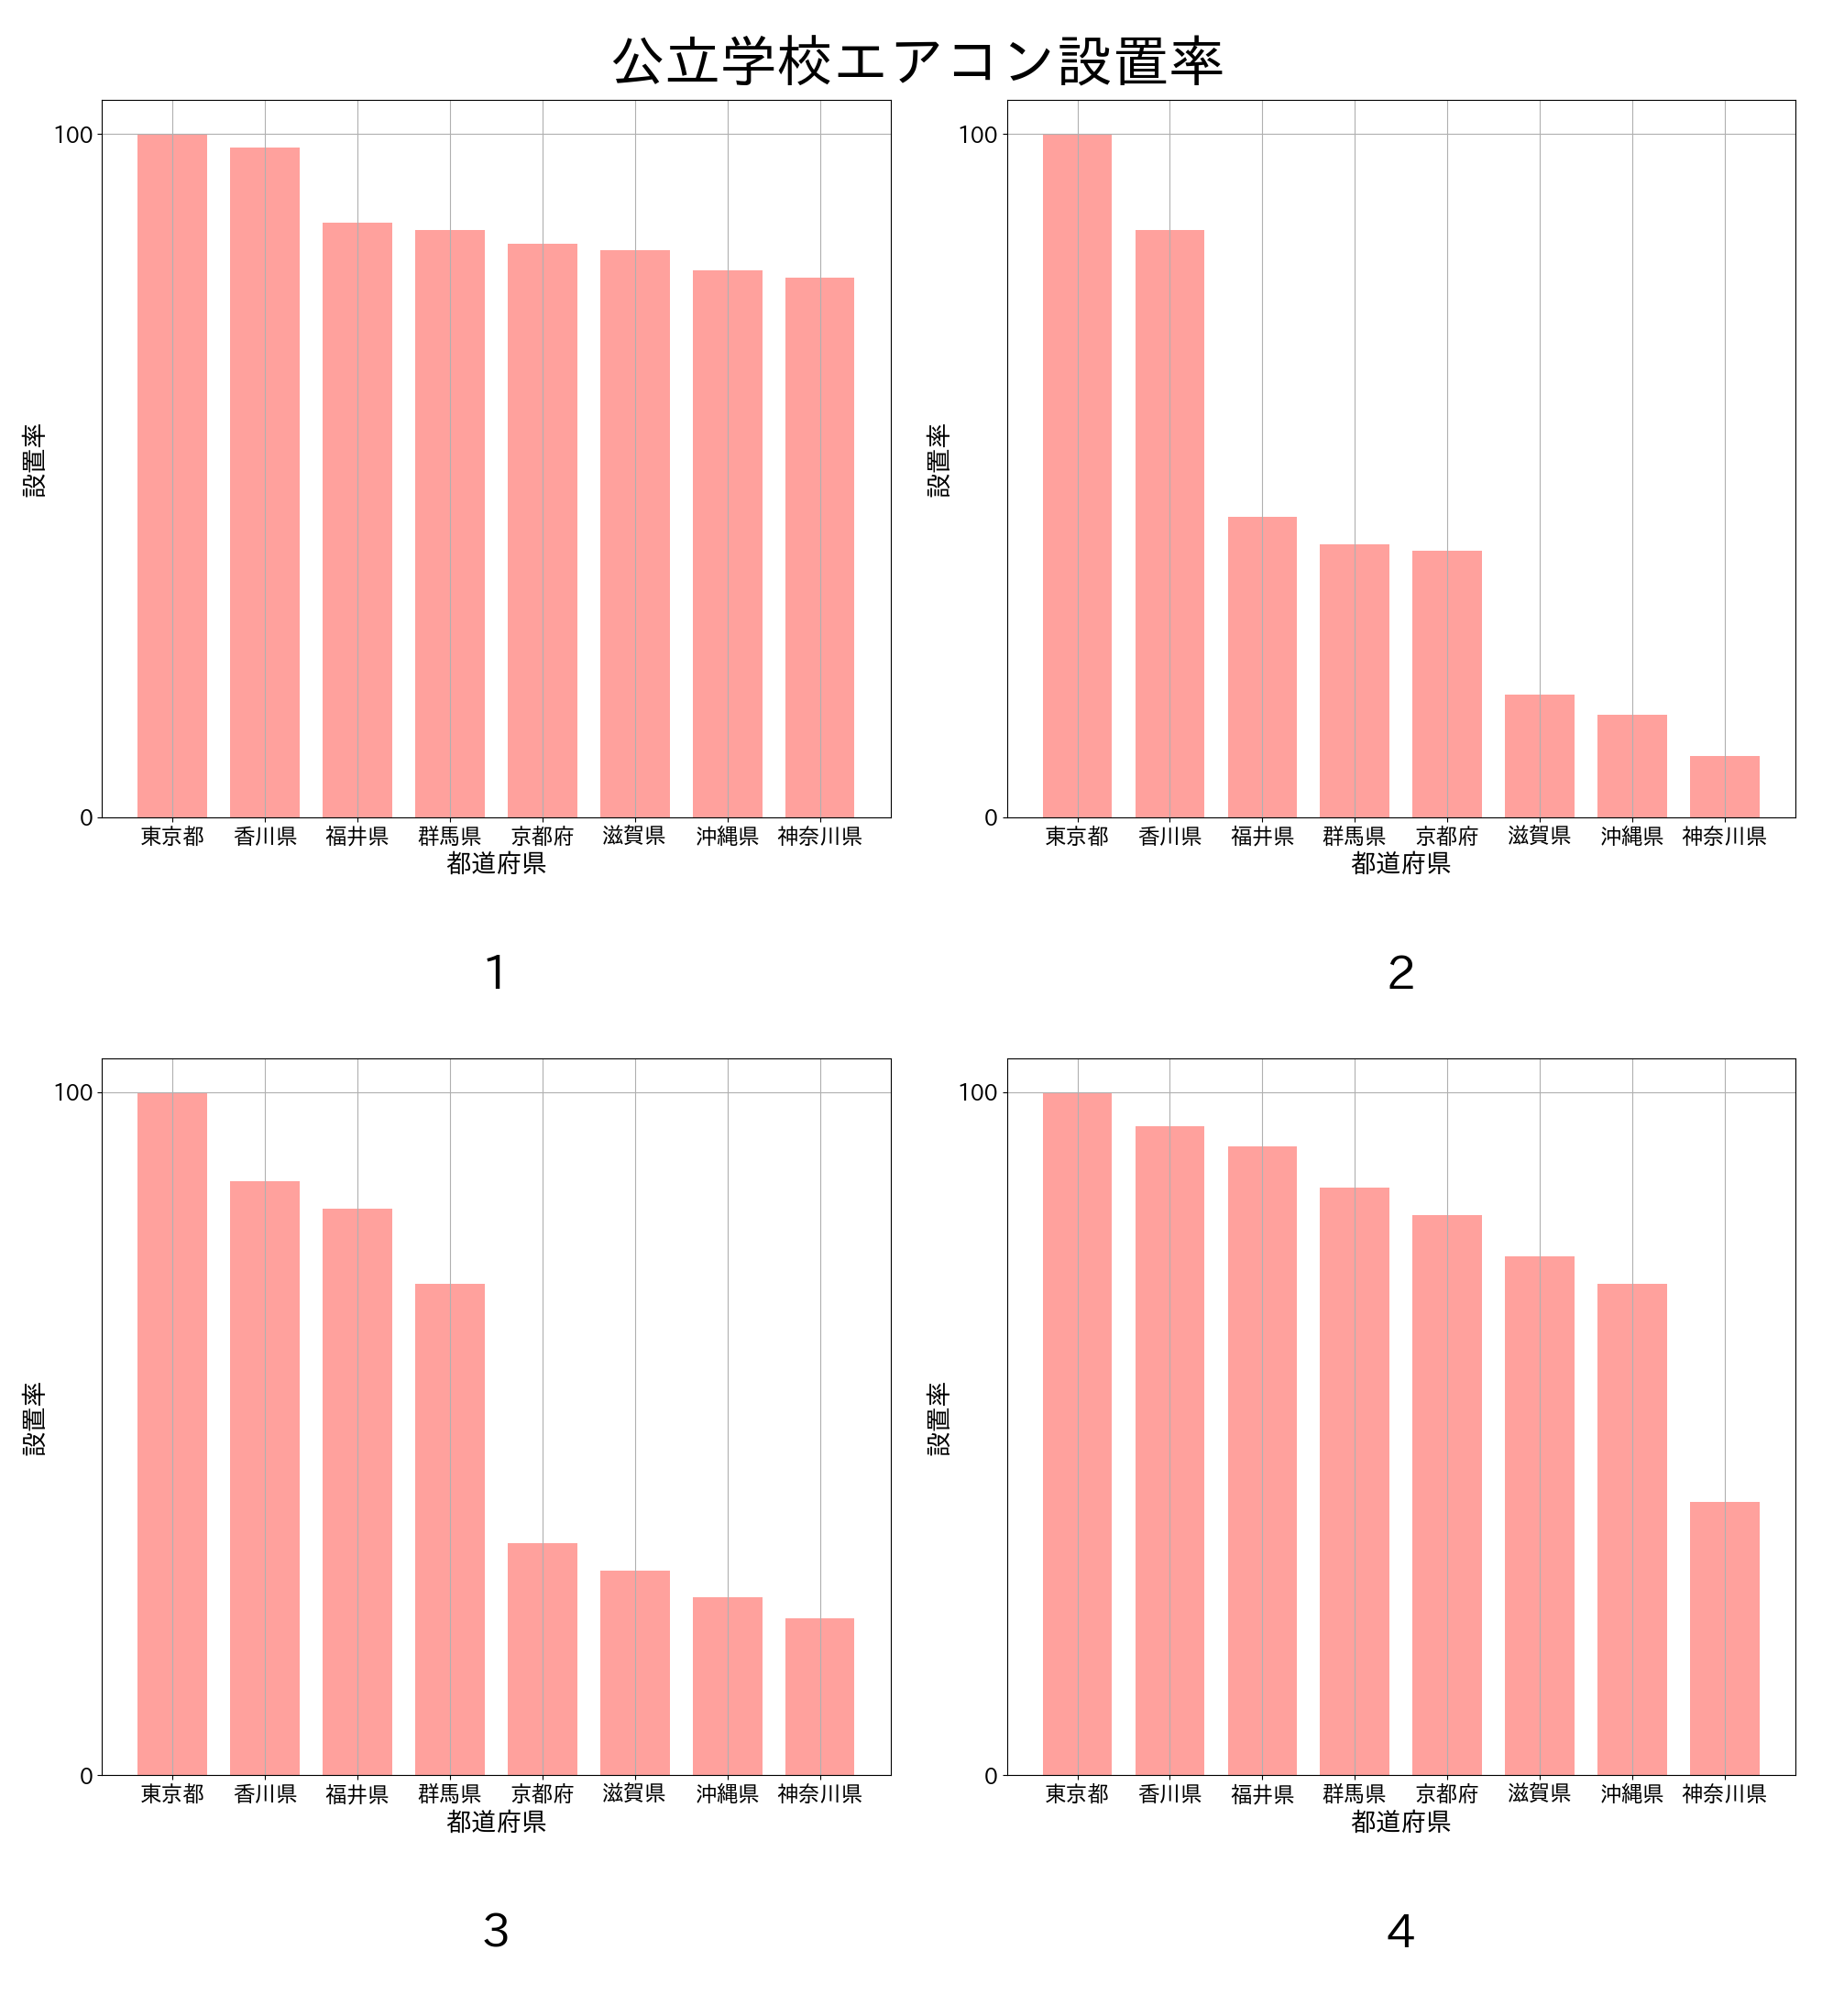 公立学校エアコン設置率
100
0
設置率
東京都 香川県 福井県 群馬県 京都府 滋賀県 沖縄県 神奈川県
都道府県
1
100
0
設置率
東京都 香川県 福井県 群馬県 京都府 滋賀県 沖縄県 神奈川県
都道府県
2
100
0
設置率
東京都 香川県 福井県 群馬県 京都府 滋賀県 沖縄県 神奈川県
都道府県
3
100
0
設置率
東京都 香川県 福井県 群馬県 京都府 滋賀県 沖縄県 神奈川県
都道府県
4